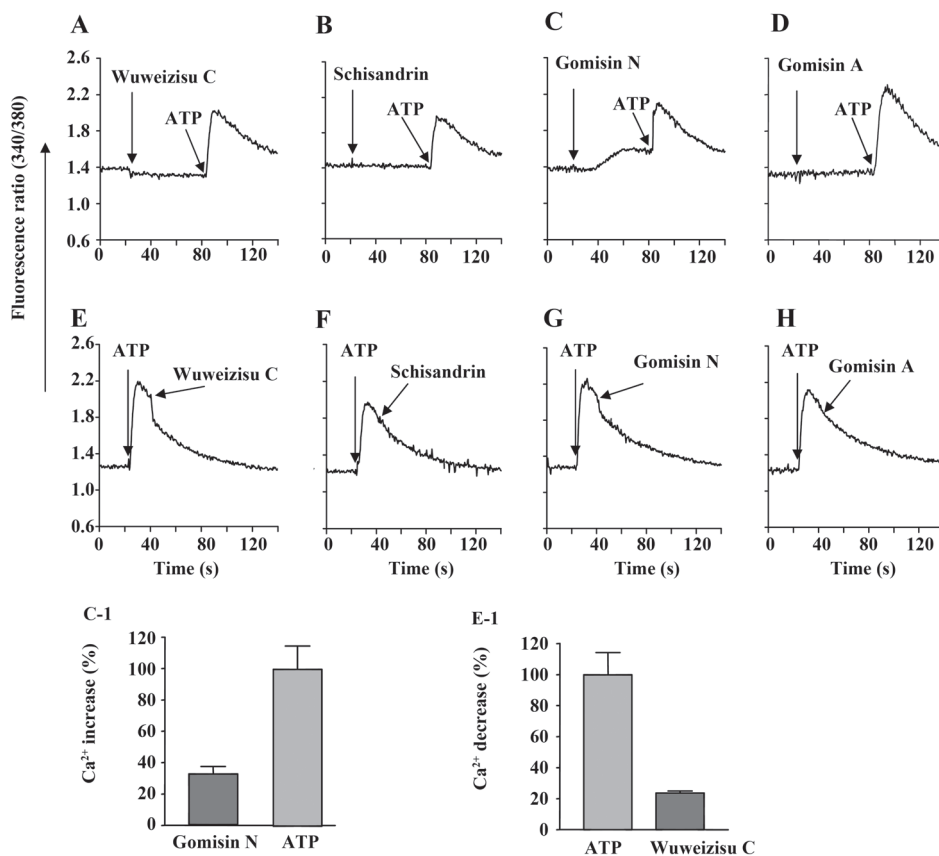 A
B
C
D
2.6
2.2
1.8
1.4
1.0
0.6
Wuweizisu C
ATP
Schisandrin
ATP
Gomisin N
ATP
Gomisin A
ATP
0 40 80 120
0 40 80 120
0 40 80 120
0 40 80 120
Fluorescence ratio (340/380)
E
F
G
H
2.6
2.2
1.8
1.4
1.0
0.6
ATP
Wuweizisu C
ATP
Schisandrin
ATP
Gomisin N
ATP
Gomisin A
0 40 80 120
0 40 80 120
0 40 80 120
0 40 80 120
Time (s)
Time (s)
Time (s)
Time (s)
C-1
Ca²⁺ increase (%)
120
100
80
60
40
20
0
Gomisin N
ATP
E-1
Ca²⁺ decrease (%)
120
100
80
60
40
20
0
ATP
Wuweizisu C